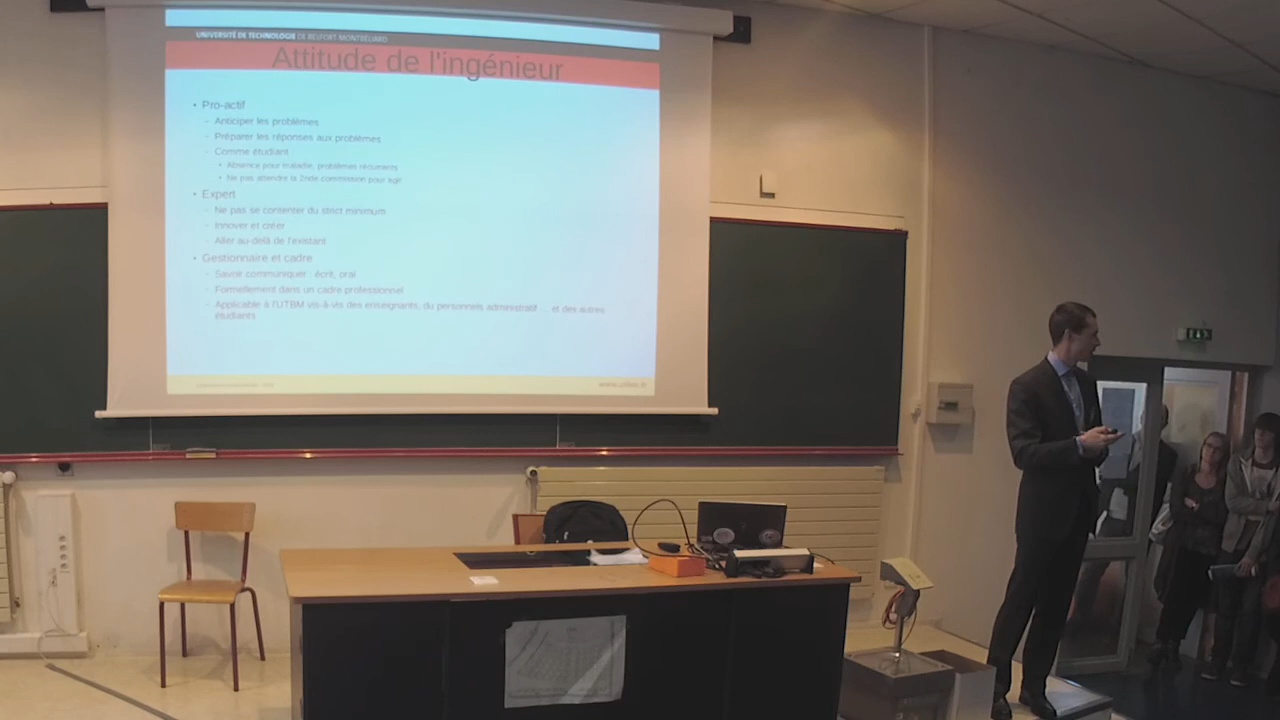 UNIVERSITÉ DE TECHNOLOGIE DE BELFORT-MONTBÉLIARD
Attitude de l'ingénieur
• Pro-actif
– Anticiper les problèmes
– Préparer les réponses aux problèmes
– Comme étudiant :
• Absence pour maladie, problèmes récurrents
• Ne pas attendre la 2nde commission pour agir
• Expert
– Ne pas se contenter du strict minimum
– Innover et créer
– Aller au-delà de l'existant
• Gestionnaire et cadre
– Savoir communiquer : écrit, oral
– Formellement dans un cadre professionnel
– Applicable à l'UTBM vis-à-vis des enseignants, du personnels administratif ... et des autres
étudiants
www.utbm.fr